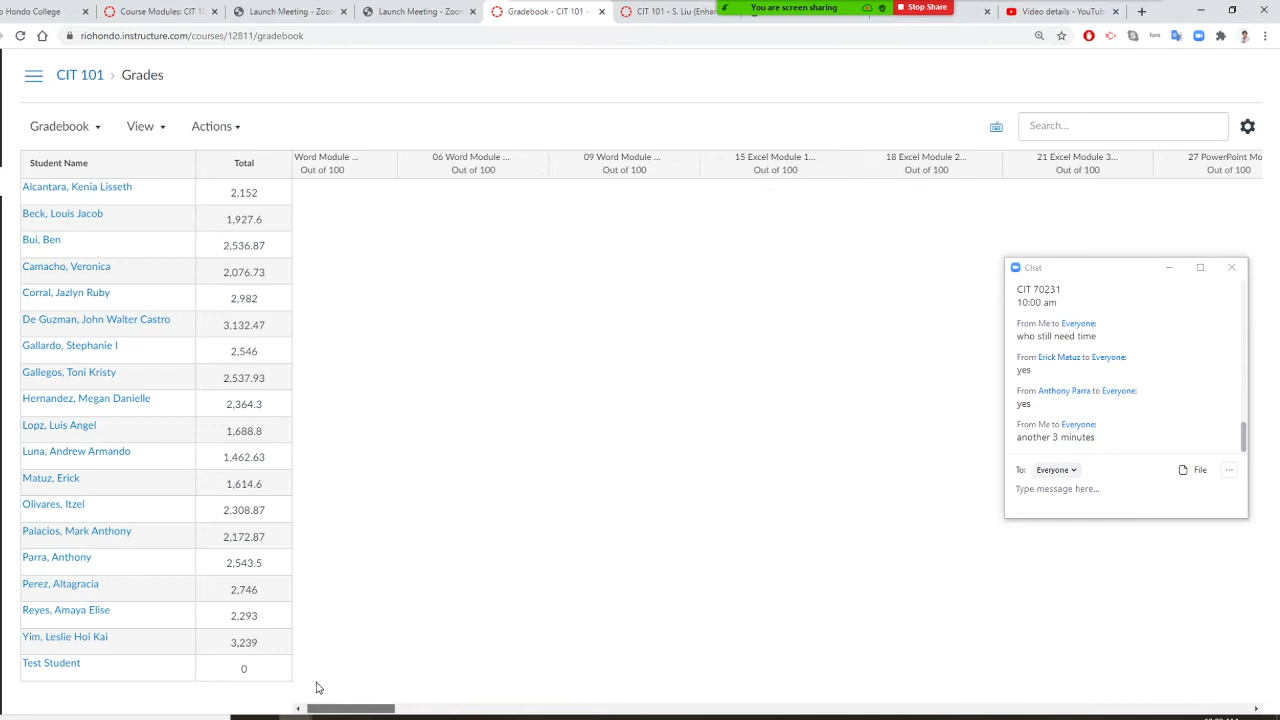 o Hondo College
Course Modules: CIT 10
Launch Meeting - Zoo
Launch Meeting - Zoo
Gradebook - CIT 101 -
CIT 101 - S. Liu (Enhan
Video details - YouTube
You are screen sharing
Stop Share
riohondo.instructure.com/courses/12811/gradebook
CIT 101 › Grades
Gradebook View Actions
Search...
Student Name Total Word Module ... 06 Word Module ... 09 Word Module ... 15 Excel Module 1... 18 Excel Module 2... 21 Excel Module 3... 27 PowerPoint Mo
Out of 100 Out of 100 Out of 100 Out of 100 Out of 100 Out of 100 Out of 100
Alcantara, Kenia Lisseth 2,152
Beck, Louis Jacob 1,927.6
Bui, Ben 2,536.87
Camacho, Veronica 2,076.73
Corral, Jazlyn Ruby 2,982
De Guzman, John Walter Castro 3,132.47
Gallardo, Stephanie I 2,546
Gallegos, Toni Kristy 2,537.93
Hernandez, Megan Danielle 2,364.3
Lopz, Luis Angel 1,688.8
Luna, Andrew Armando 1,462.63
Matuz, Erick 1,614.6
Olivares, Itzel 2,308.87
Palacios, Mark Anthony 2,172.87
Parra, Anthony 2,543.5
Perez, Altagracia 2,746
Reyes, Amaya Elise 2,293
Yim, Leslie Hoi Kai 3,239
Test Student 0
Chat
CIT 70231
10:00 am
From Me to Everyone:
who still need time
From Erick Matuz to Everyone:
yes
From Anthony Parra to Everyone:
yes
From Me to Everyone:
another 3 minutes
To: Everyone File ...
Type message here...